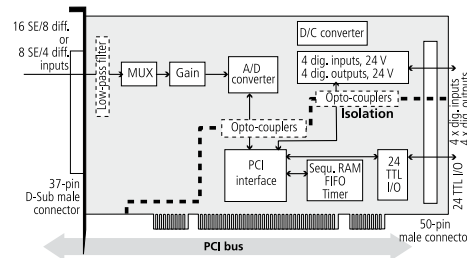 16 SE/8 diff.
or
8 SE/4 diff.
inputs
Low-pass filter
MUX
Gain
A/D
converter
D/C converter
4 dig. inputs, 24 V
4 dig. outputs, 24 V
Opto-couplers
Isolation
Opto-couplers
PCI
interface
Sequ. RAM
FIFO
Timer
24
TTL
I/O
4 x dig. inputs
4 x dig. outputs
24 TTL I/O
37-pin
D-Sub male
connector
50-pin
male connector
PCI bus